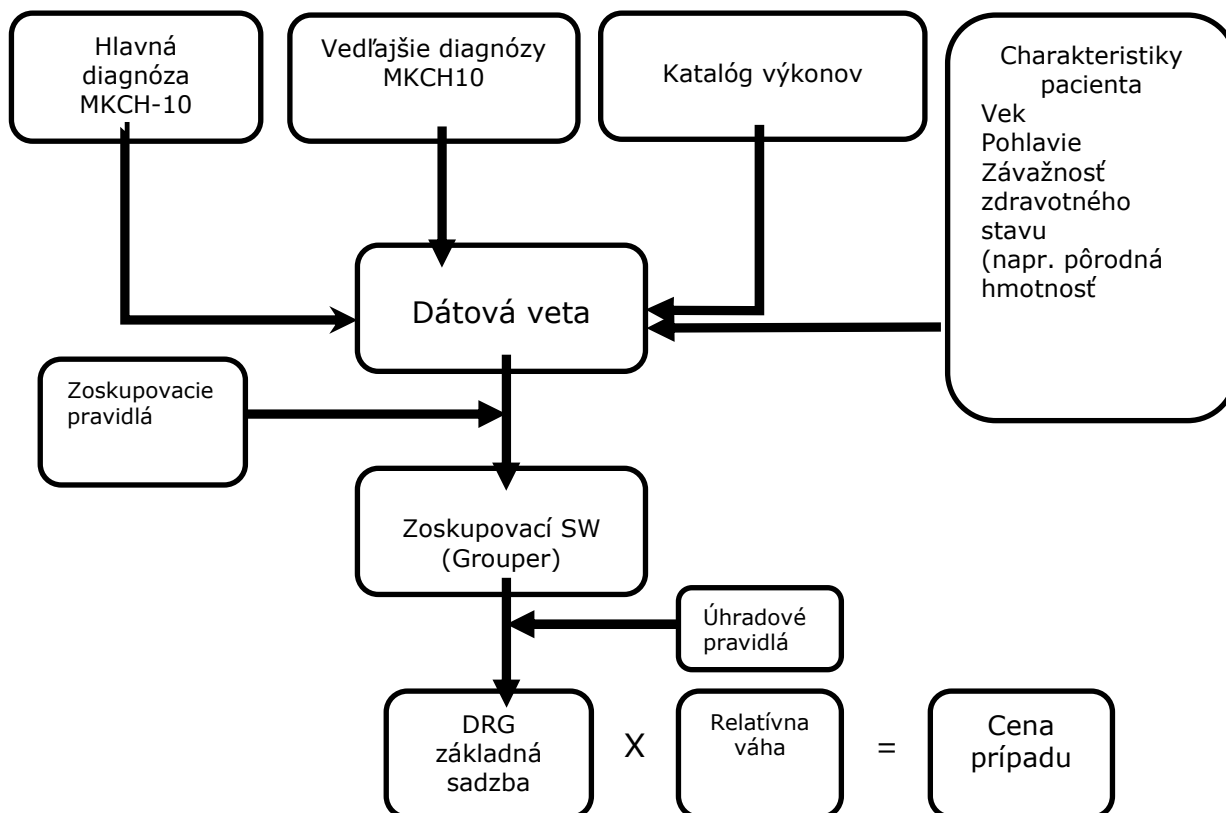 Hlavná
diagnóza
MKCH-10
Vedľajšie diagnózy
MKCH10
Katalóg výkonov
Charakteristiky
pacienta
Vek
Pohlavie
Závažnosť
zdravotného
stavu
(napr. pôrodná
hmotnosť
Dátová veta
Zoskupovacie
pravidlá
Zoskupovací SW
(Grouper)
Úhradové
pravidlá
DRG
základná
sadzba
X
Relatívna
váha
=
Cena
prípadu